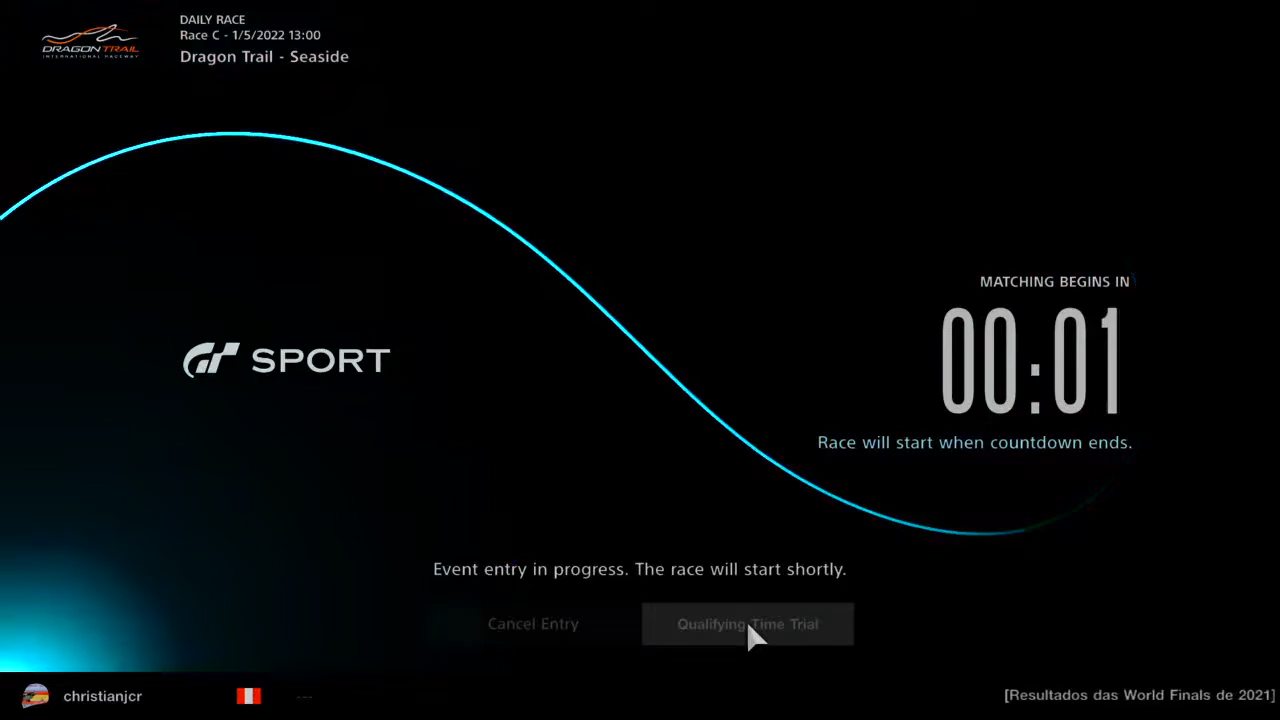 DRAGON TRAIL
INTERNATIONAL RACEWAY
DAILY RACE
Race C - 1/5/2022 13:00
Dragon Trail - Seaside
MATCHING BEGINS IN
00:01
Race will start when countdown ends.
GT SPORT
Event entry in progress. The race will start shortly.
Cancel Entry
Qualifying Time Trial
christianjcr
---
[Resultados das World Finals de 2021]